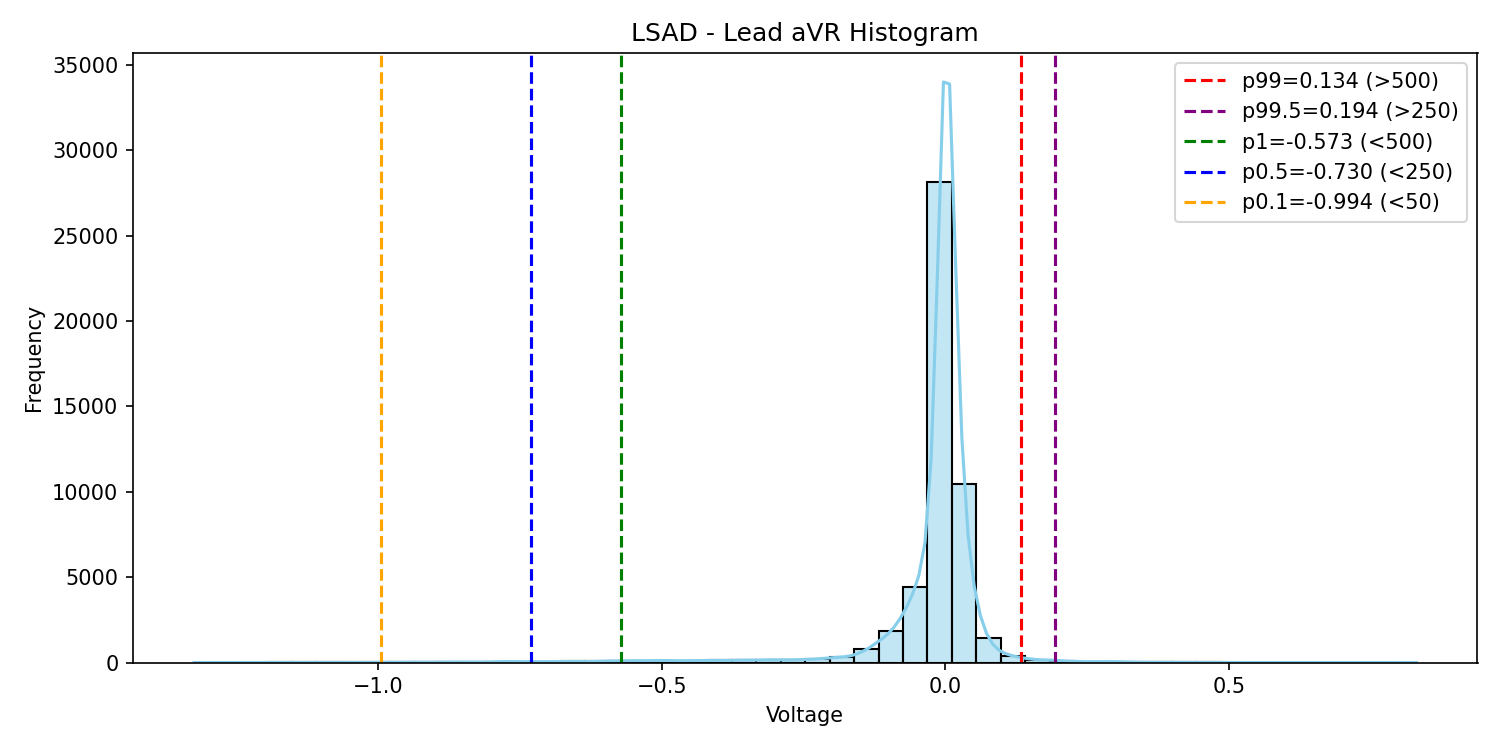 LSAD - Lead aVR Histogram
p99=0.134 (>500)
p99.5=0.194 (>250)
p1=-0.573 (<500)
p0.5=-0.730 (<250)
p0.1=-0.994 (<50)
Frequency
35000
30000
25000
20000
15000
10000
5000
0
−1.0 −0.5 0.0 0.5
Voltage